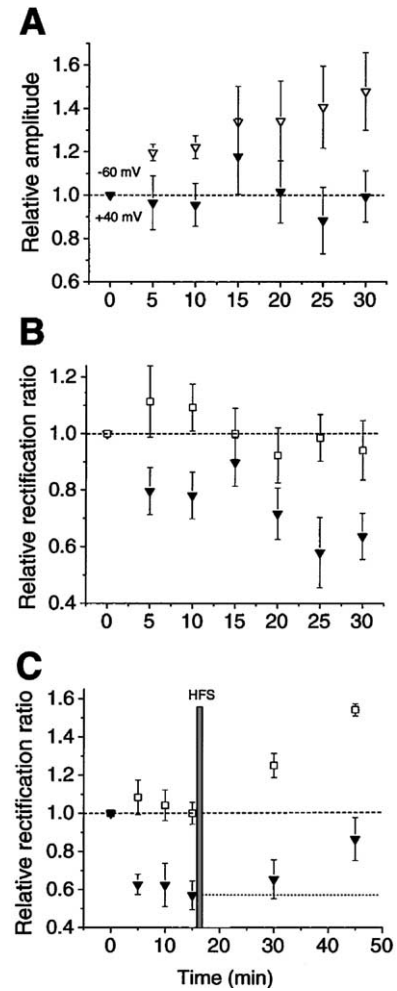 A
Relative amplitude
1.6
1.4
1.2
1.0
0.8
0.6
-60 mV
+40 mV
0 5 10 15 20 25 30
B
Relative rectification ratio
1.2
1.0
0.8
0.6
0.4
0 5 10 15 20 25 30
C
Relative rectification ratio
HFS
1.6
1.4
1.2
1.0
0.8
0.6
0.4
0 10 20 30 40 50
Time (min)